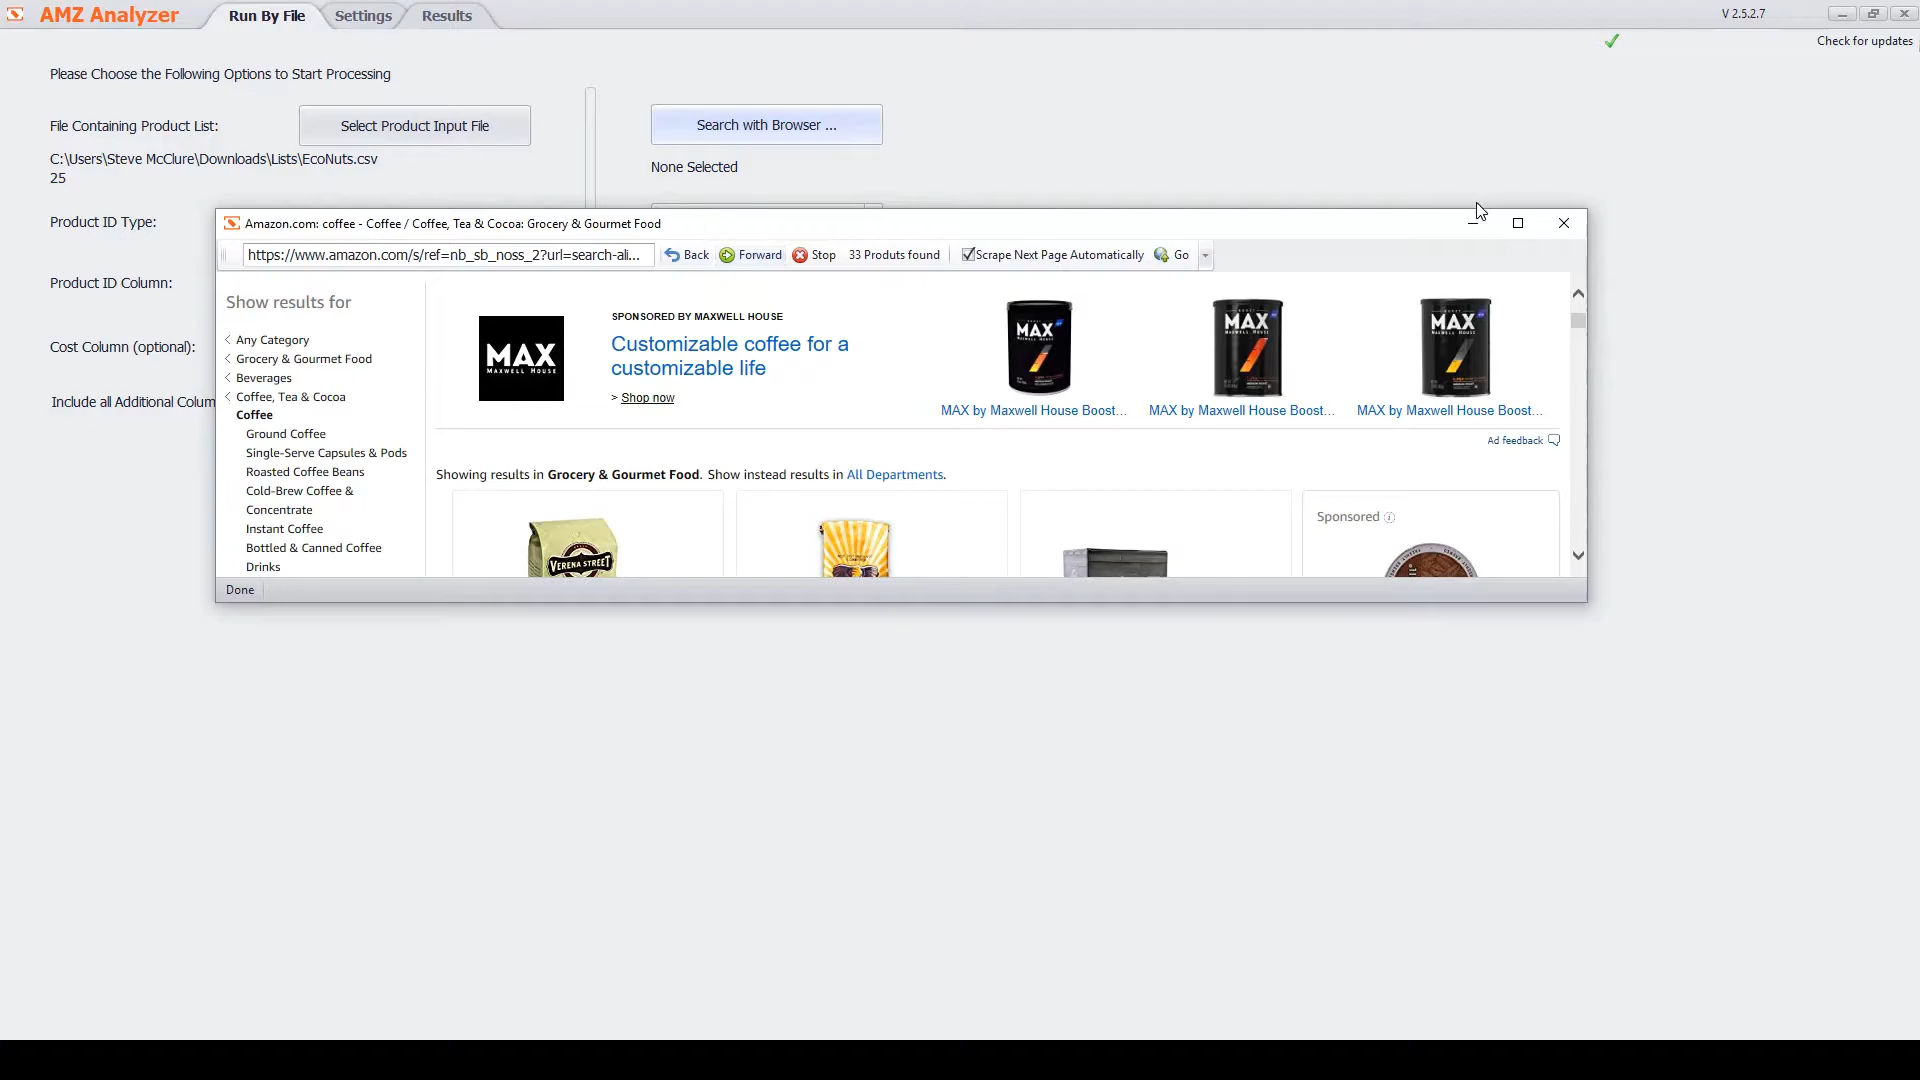 AMZ Analyzer
Run By File
Settings
Results
V 2.5.2.7
Check for updates
Please Choose the Following Options to Start Processing
File Containing Product List:
Select Product Input File
Search with Browser ...
C:\Users\Steve McClure\Downloads\Lists\EcoNuts.csv
25
None Selected
Product ID Type:
Product ID Column:
Cost Column (optional):
Include all Additional Colum
Amazon.com: coffee - Coffee / Coffee, Tea & Cocoa: Grocery & Gourmet Food
https://www.amazon.com/s/ref=nb_sb_noss_2?url=search-ali...
Back
Forward
Stop
33 Produts found
Scrape Next Page Automatically
Go
Show results for
Any Category
Grocery & Gourmet Food
Beverages
Coffee, Tea & Cocoa
Coffee
Ground Coffee
Single-Serve Capsules & Pods
Roasted Coffee Beans
Cold-Brew Coffee &
Concentrate
Instant Coffee
Bottled & Canned Coffee
Drinks
MAX
MAXWELL HOUSE
SPONSORED BY MAXWELL HOUSE
Customizable coffee for a
customizable life
> Shop now
MAX
MAX
MAX
MAX by Maxwell House Boost...
MAX by Maxwell House Boost...
MAX by Maxwell House Boost...
Ad feedback
Showing results in Grocery & Gourmet Food. Show instead results in All Departments.
VERENA STREET
Sponsored
Done